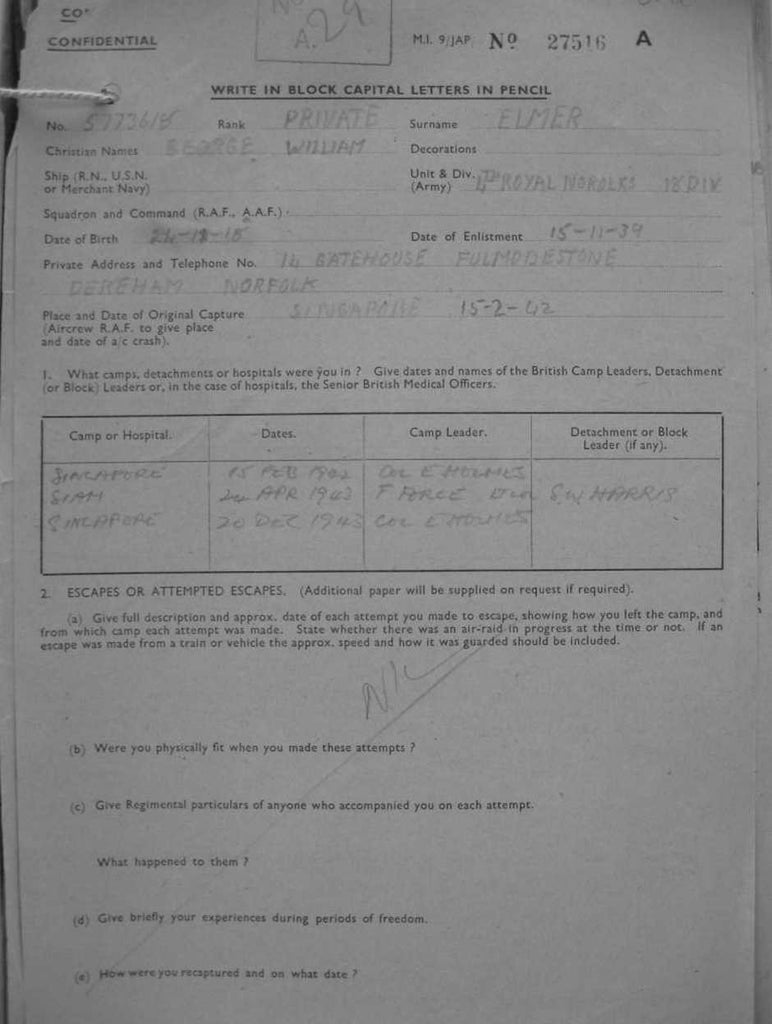 CONFIDENTIAL
A.29
M.I. 9/JAP No 27516 A
WRITE IN BLOCK CAPITAL LETTERS IN PENCIL
No. 5773618 Rank PRIVATE Surname ELMER
Christian Names GEORGE WILLIAM Decorations
Ship (R.N., U.S.N. or Merchant Navy)
Unit & Div. (Army) 4TH ROYAL NORFOLKS 18 DIV
Squadron and Command (R.A.F., A.A.F.)
Date of Birth Date of Enlistment 15-11-39
Private Address and Telephone No. 14 GATEHOUSE FULMODESTONE
DEREHAM NORFOLK
Place and Date of Original Capture SINGAPORE 15-2-42
(Aircrew R.A.F. to give place
and date of a/c crash).
1. What camps, detachments or hospitals were you in ? Give dates and names of the British Camp Leaders, Detachment
(or Block) Leaders or, in the case of hospitals, the Senior British Medical Officers.
Camp or Hospital. Dates. Camp Leader. Detachment or Block Leader (if any).
SINGAPORE 15 FEB 1942 COL E HOLMES
SIAM APR 1943 F FORCE S W HARRIS
SINGAPORE 20 DEC 1943 COL E HOLMES
2. ESCAPES OR ATTEMPTED ESCAPES. (Additional paper will be supplied on request if required).
(a) Give full description and approx. date of each attempt you made to escape, showing how you left the camp, and
from which camp each attempt was made. State whether there was an air-raid in progress at the time or not. If an
escape was made from a train or vehicle the approx. speed and how it was guarded should be included.
NIL
(b) Were you physically fit when you made these attempts ?
(c) Give Regimental particulars of anyone who accompanied you on each attempt.
What happened to them ?
(d) Give briefly your experiences during periods of freedom.
(e) How were you recaptured and on what date ?